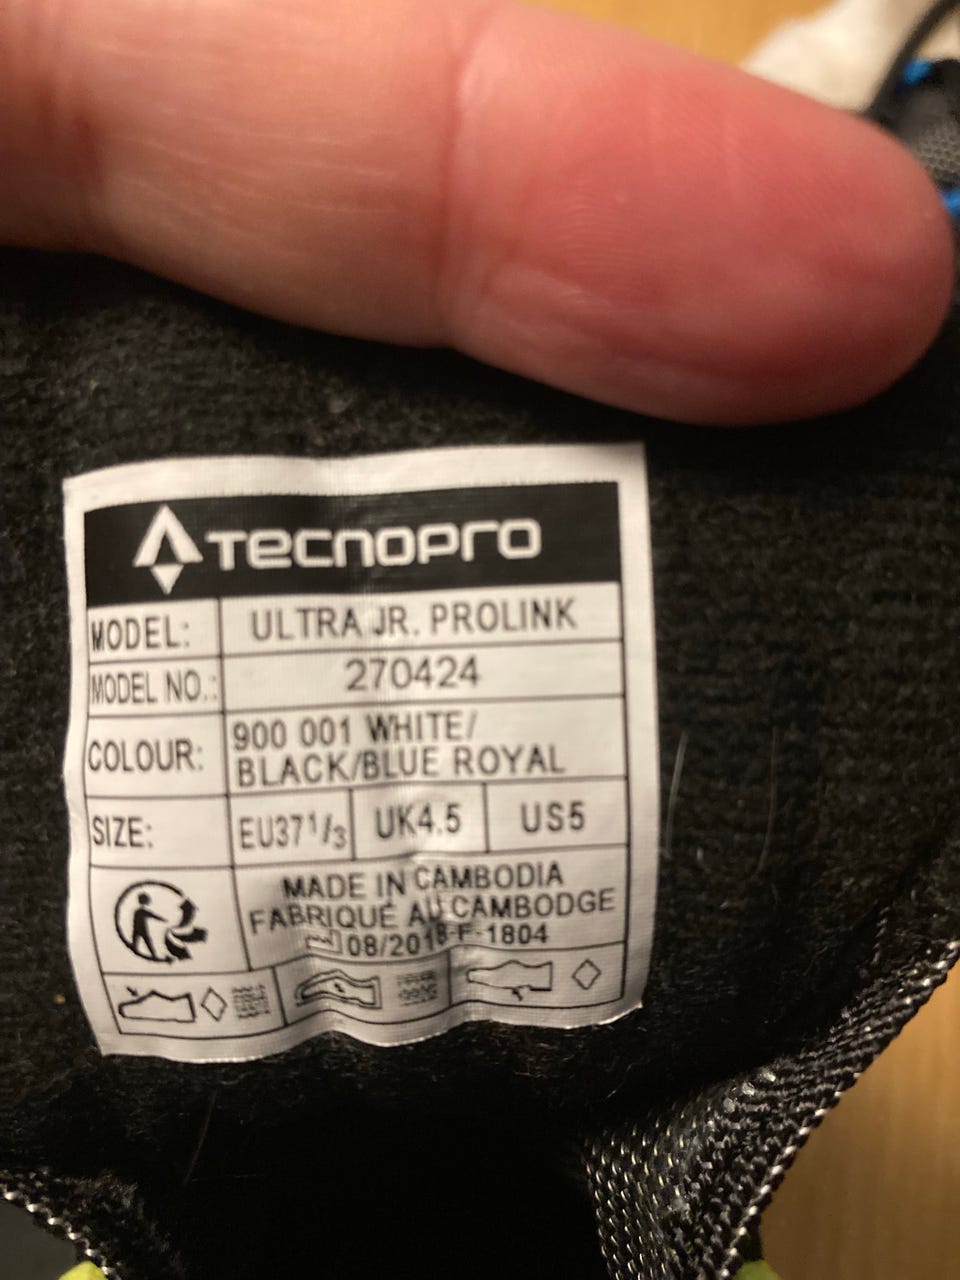 TECNOPRO
MODEL: ULTRA JR. PROLINK
MODEL NO.: 270424
COLOUR: 900 001 WHITE/
BLACK/BLUE ROYAL
SIZE: EU37 1/3 UK4.5 US5
MADE IN CAMBODIA
FABRIQUÉ AU CAMBODGE
08/2018-F-1804